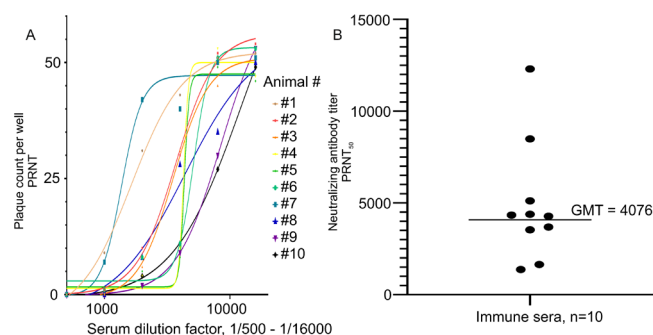 A
Plaque count per well
PRNT
50
25
0
1000
10000
Serum dilution factor, 1/500 - 1/16000
Animal #
#1
#2
#3
#4
#5
#6
#7
#8
#9
#10
B
Neutralizing antibody titer
PRNT50
15000
10000
5000
0
GMT = 4076
Immune sera, n=10